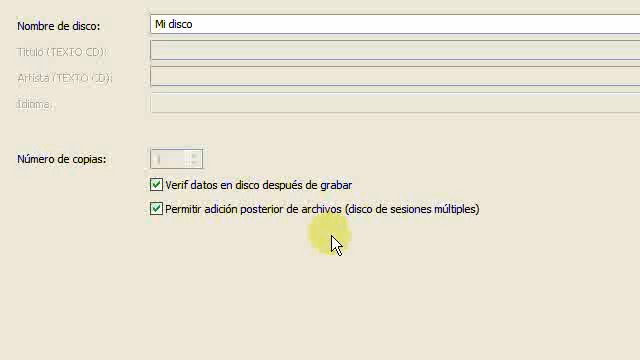 Nombre de disco: Mi disco
Título (TEXTO CD):
Artista (TEXTO CD):
Idioma:
Número de copias: 1
Verif datos en disco después de grabar
Permitir adición posterior de archivos (disco de sesiones múltiples)